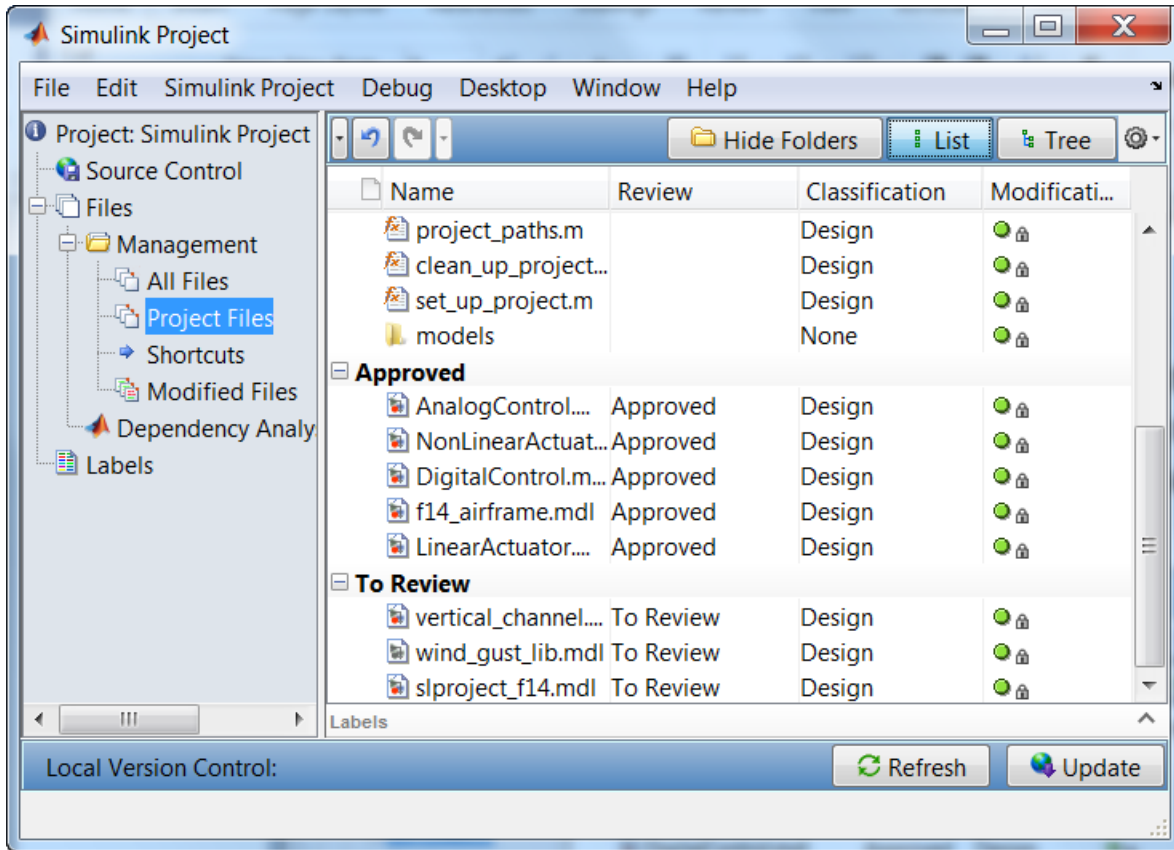 Simulink Project
File Edit Simulink Project Debug Desktop Window Help
Project: Simulink Project
Source Control
Files
Management
All Files
Project Files
Shortcuts
Modified Files
Dependency Analy
Labels
Hide Folders List Tree
Name Review Classification Modificati...
project_paths.m Design
clean_up_project... Design
set_up_project.m Design
models None
Approved
AnalogControl.... Approved Design
NonLinearActuat... Approved Design
DigitalControl.m... Approved Design
f14_airframe.mdl Approved Design
LinearActuator.... Approved Design
To Review
vertical_channel.... To Review Design
wind_gust_lib.mdl To Review Design
slproject_f14.mdl To Review Design
Labels
Local Version Control: Refresh Update